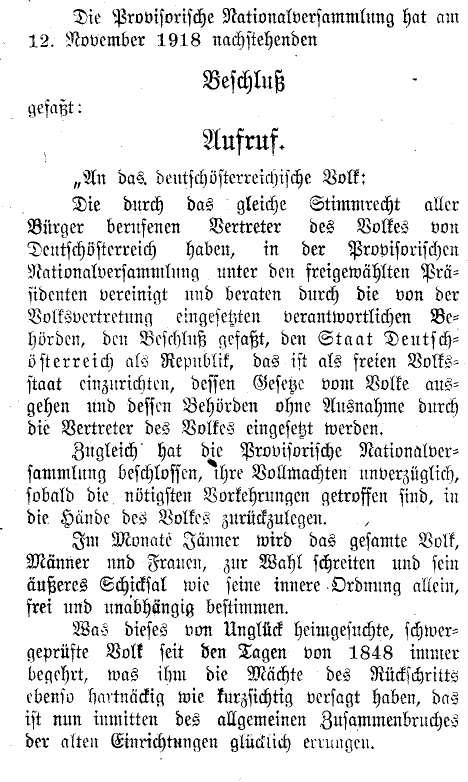 Die Provisorische Nationalversammlung hat am
12. November 1918 nachstehenden
Beschluß
gefaßt:
Aufruf.
„An das deutschösterreichische Volk:
Die durch das gleiche Stimmrecht aller
Bürger berufenen Vertreter des Volkes von
Deutschösterreich haben, in der Provisorischen
Nationalversammlung unter den freigewählten Prä-
sidenten vereinigt und beraten durch die von der
Volksvertretung eingesetzten verantwortlichen Be-
hörden, den Beschluß gefaßt, den Staat Deutsch-
österreich als Republik, das ist als freien Volks-
staat einzurichten, dessen Gesetze vom Volke aus-
gehen und dessen Behörden ohne Ausnahme durch
die Vertreter des Volkes eingesetzt werden.
Zugleich hat die Provisorische Nationalver-
sammlung beschlossen, ihre Vollmachten unverzüglich,
sobald die nötigsten Vorkehrungen getroffen sind, in
die Hände des Volkes zurückzulegen.
Im Monate Jänner wird das gesamte Volk,
Männer und Frauen, zur Wahl schreiten und sein
äußeres Schicksal wie seine innere Ordnung allein,
frei und unabhängig bestimmen.
Was dieses von Unglück heimgesuchte, schwer-
geprüfte Volk seit den Tagen von 1848 immer
begehrt, was ihm die Mächte des Rückschritts
ebenso hartnäckig wie kurzsichtig versagt haben, das
ist nun inmitten des allgemeinen Zusammenbruches
der alten Einrichtungen glücklich errungen.